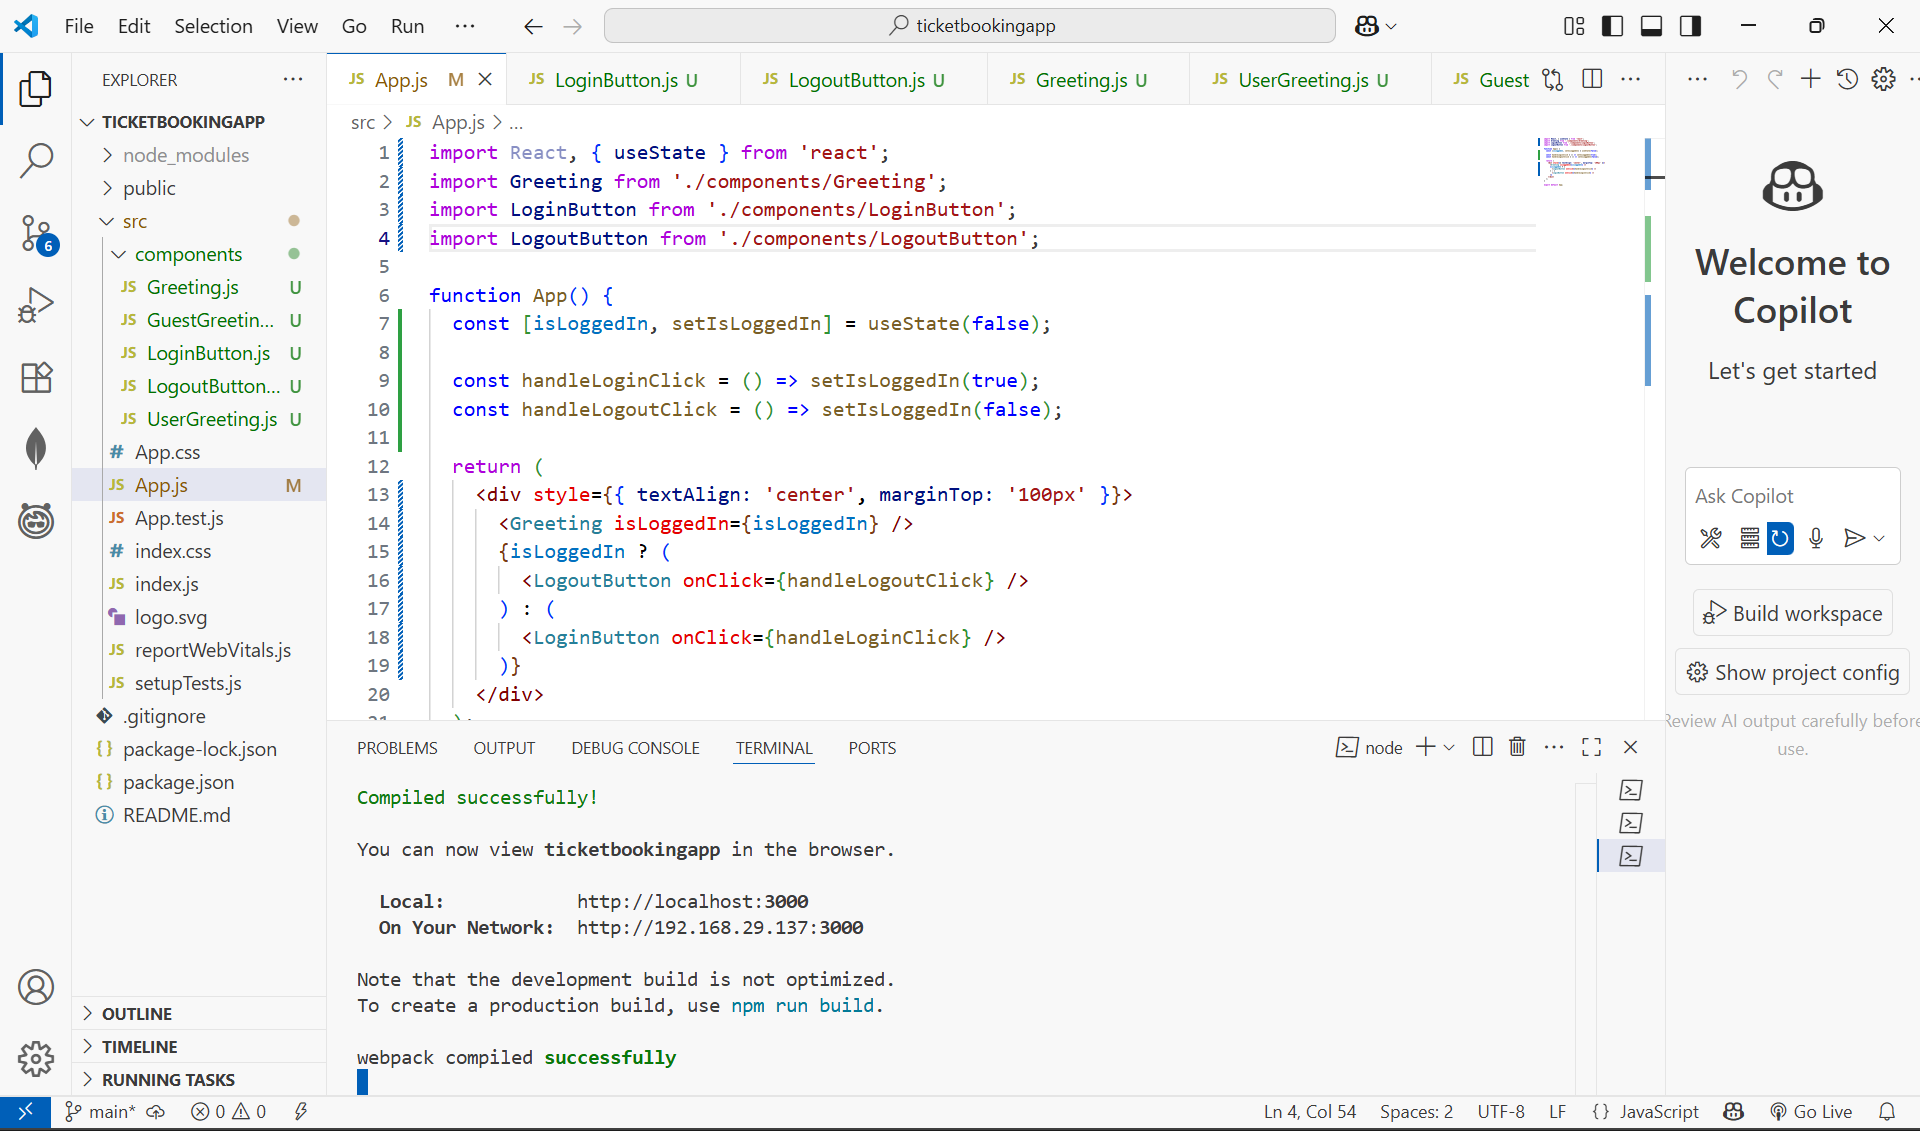 File Edit Selection View Go Run ···
ticketbookingapp
EXPLORER
TICKETBOOKINGAPP
node_modules
public
src
components
JS Greeting.js U
JS GuestGreetin... U
JS LoginButton.js U
JS LogoutButton... U
JS UserGreeting.js U
# App.css
JS App.js M
JS App.test.js
# index.css
JS index.js
logo.svg
JS reportWebVitals.js
JS setupTests.js
.gitignore
{} package-lock.json
{} package.json
README.md
OUTLINE
TIMELINE
RUNNING TASKS
6
JS App.js M
JS LoginButton.js U
JS LogoutButton.js U
JS Greeting.js U
JS UserGreeting.js U
JS Guest
src > JS App.js > ...
1 import React, { useState } from 'react';
2 import Greeting from './components/Greeting';
3 import LoginButton from './components/LoginButton';
4 import LogoutButton from './components/LogoutButton';
5
6 function App() {
7 const [isLoggedIn, setIsLoggedIn] = useState(false);
8
9 const handleLoginClick = () => setIsLoggedIn(true);
10 const handleLogoutClick = () => setIsLoggedIn(false);
11
12 return (
13 <div style={{ textAlign: 'center', marginTop: '100px' }}>
14 <Greeting isLoggedIn={isLoggedIn} />
15 {isLoggedIn ? (
16 <LogoutButton onClick={handleLogoutClick} />
17 ) : (
18 <LoginButton onClick={handleLoginClick} />
19 )}
20 </div>
PROBLEMS OUTPUT DEBUG CONSOLE TERMINAL PORTS
node
Compiled successfully!
You can now view ticketbookingapp in the browser.
Local: http://localhost:3000
On Your Network: http://192.168.29.137:3000
Note that the development build is not optimized.
To create a production build, use npm run build.
webpack compiled successfully
Welcome to
Copilot
Let's get started
Ask Copilot
Build workspace
Show project config
Review AI output carefully before
use.
main* 0 0
Ln 4, Col 54 Spaces: 2 UTF-8 LF {} JavaScript Go Live